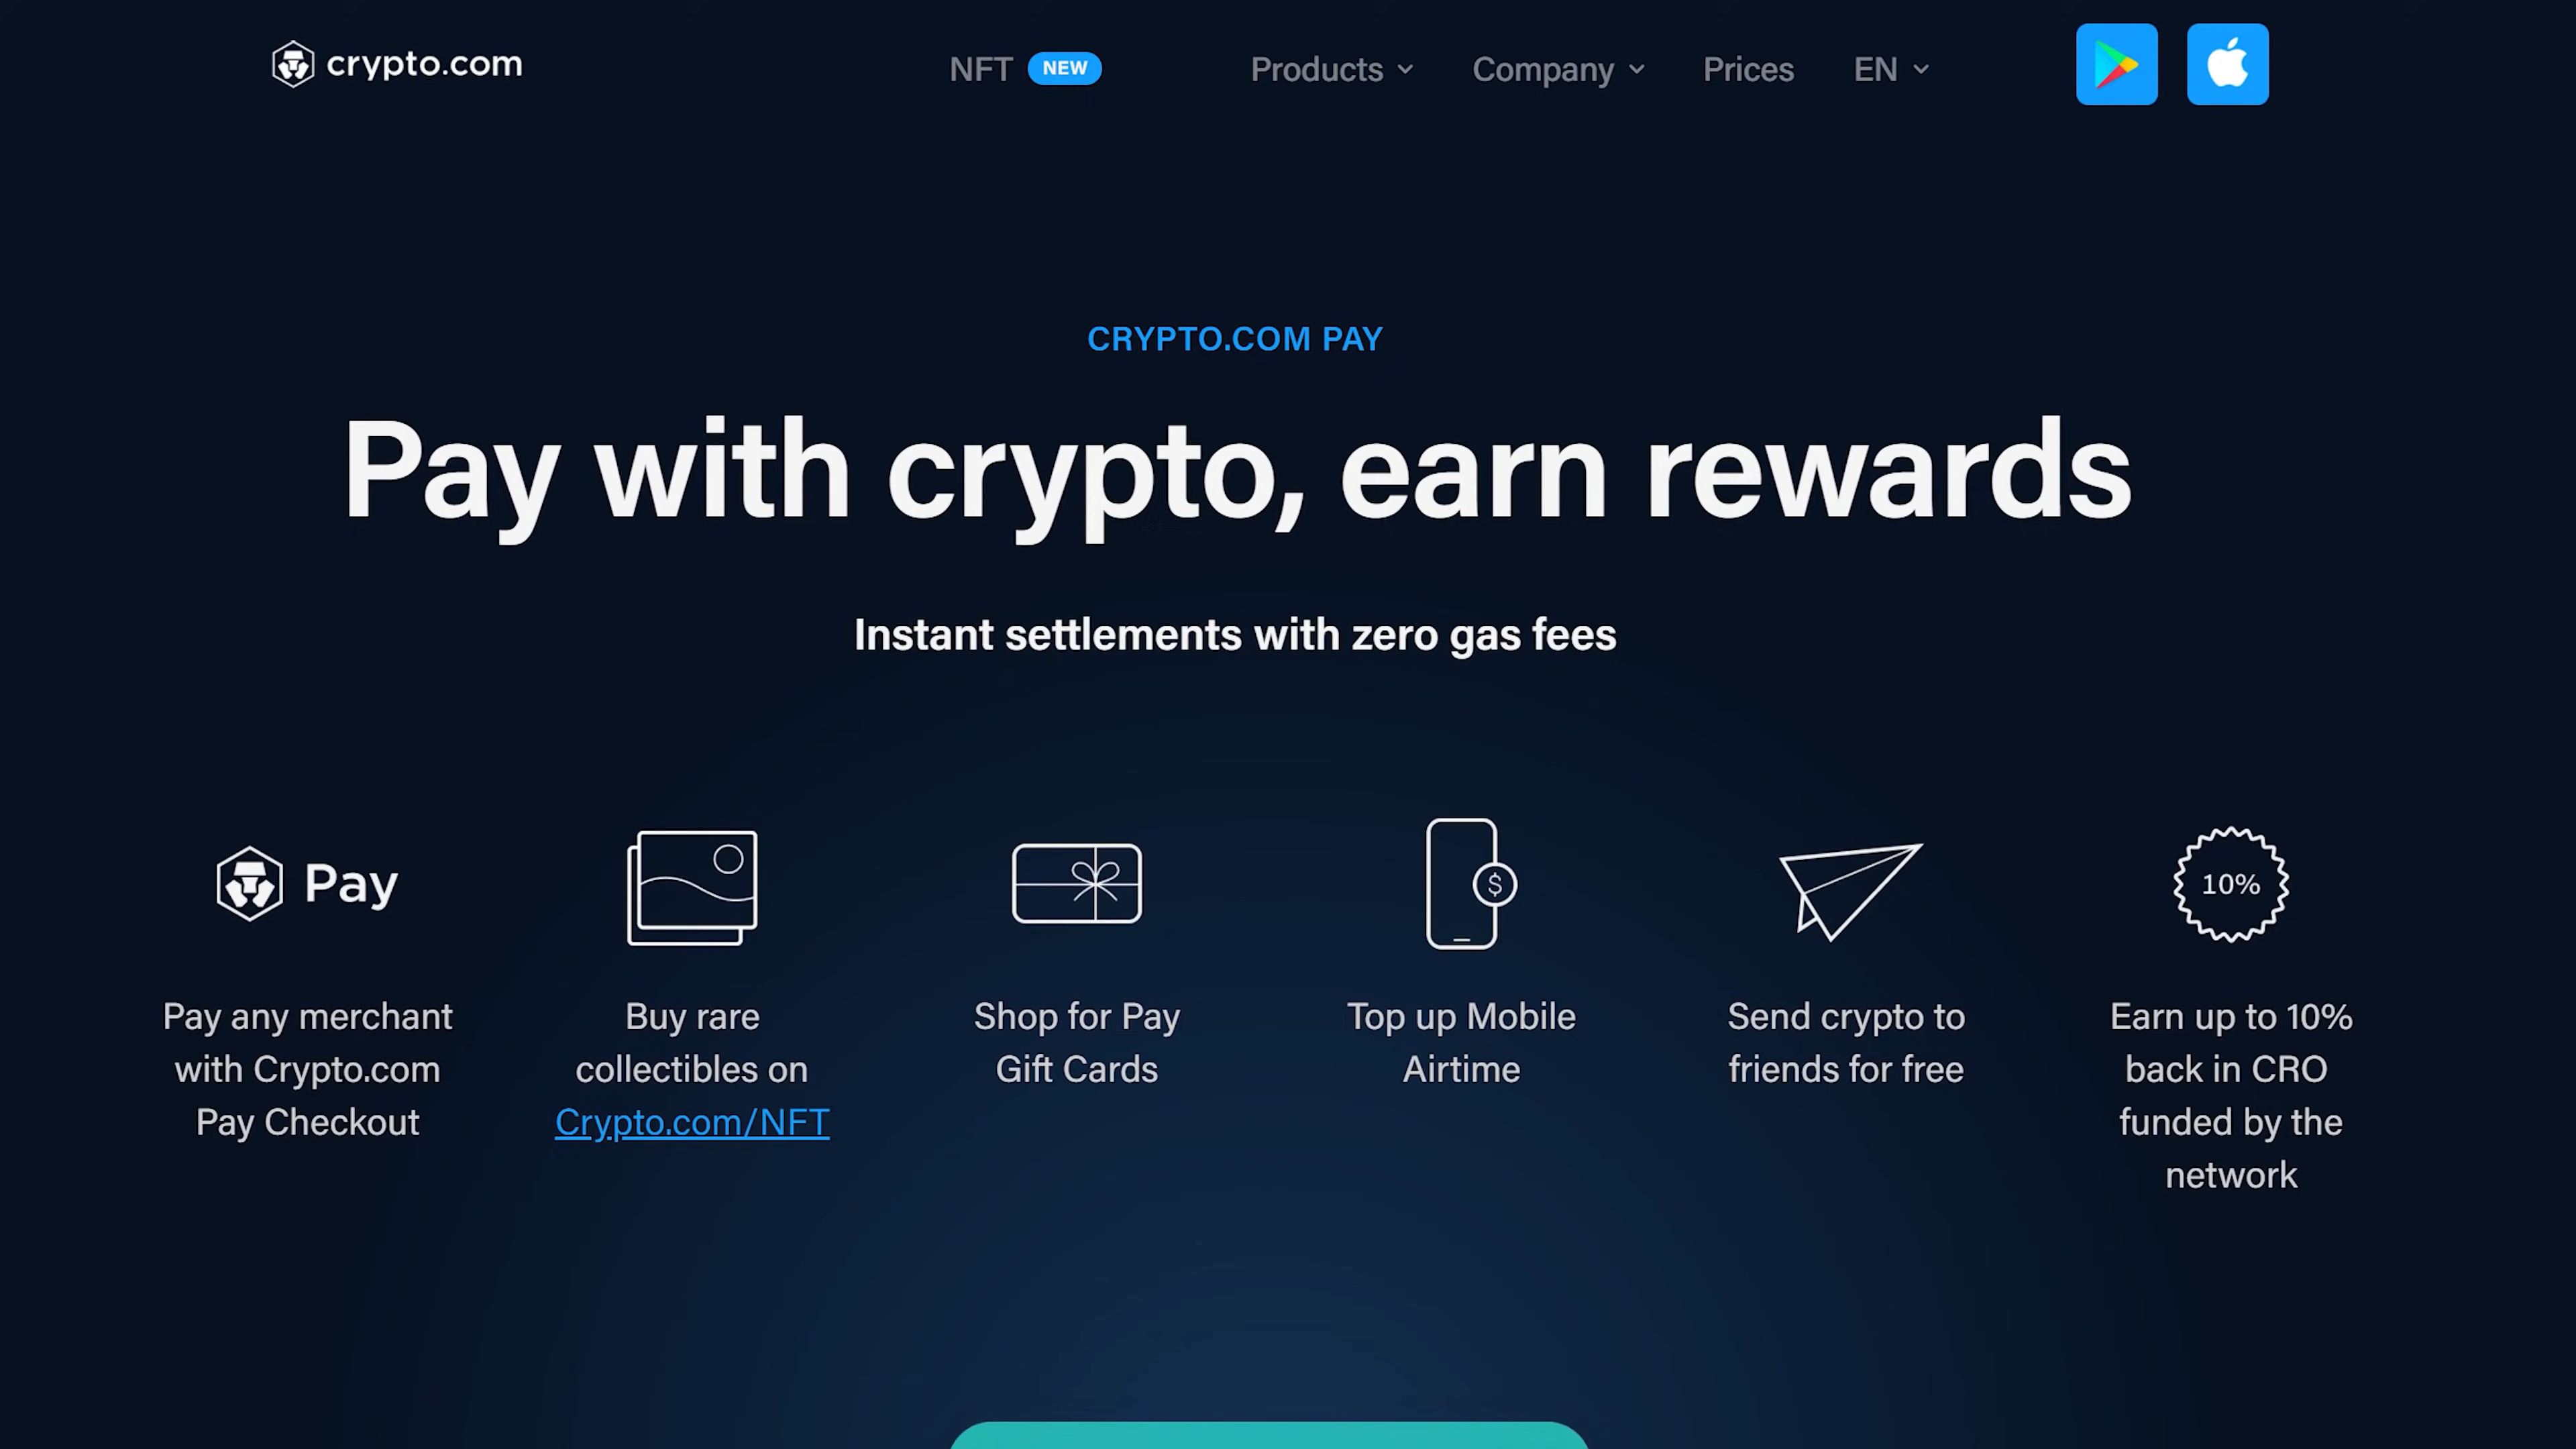 crypto.com
NFT NEW Products Company Prices EN
CRYPTO.COM PAY
Pay with crypto, earn rewards
Instant settlements with zero gas fees
Pay
$
10%
Pay any merchant
with Crypto.com
Pay Checkout
Buy rare
collectibles on
Crypto.com/NFT
Shop for Pay
Gift Cards
Top up Mobile
Airtime
Send crypto to
friends for free
Earn up to 10%
back in CRO
funded by the
network